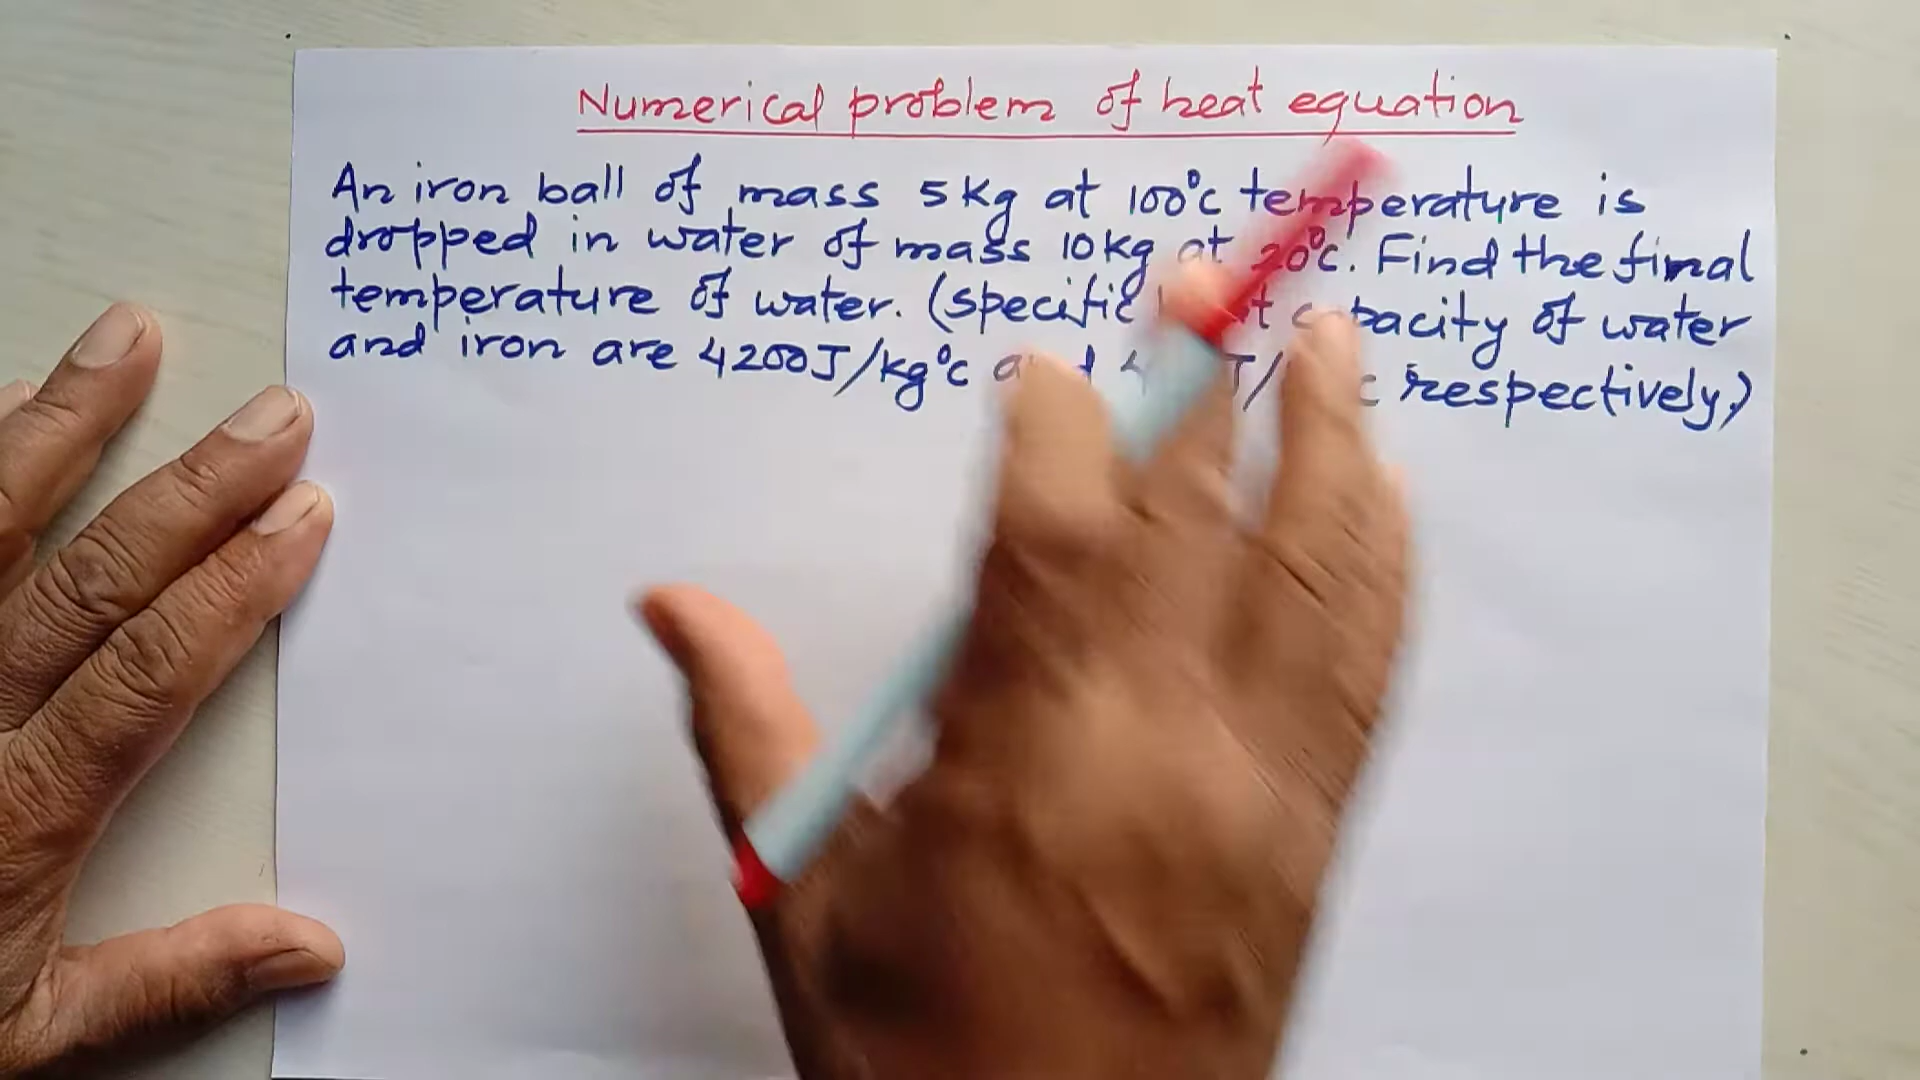 Numerical problem of heat equation
An iron ball of mass 5kg at 100°c temperature is
dropped in water of mass 10kg at 20°c. Find the final
temperature of water. (specific capacity of water
and iron are 4200J/kg°c respectively)